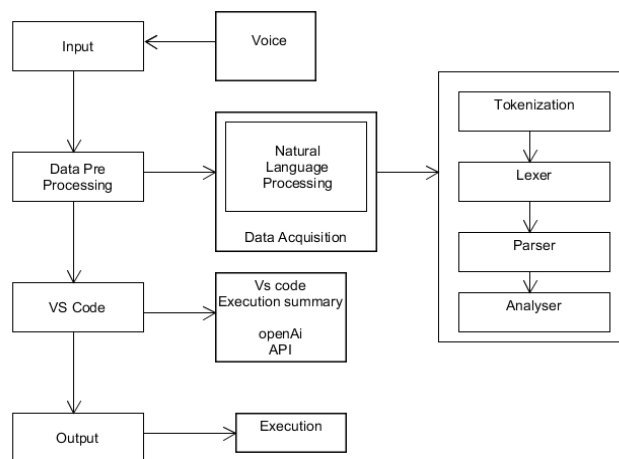 Voice
Input
Tokenization
Natural
Language
Processing
Data Pre
Processing
Lexer
Data Acquisition
Parser
Vs code
Execution summary
openAi
API
VS Code
Analyser
Execution
Output